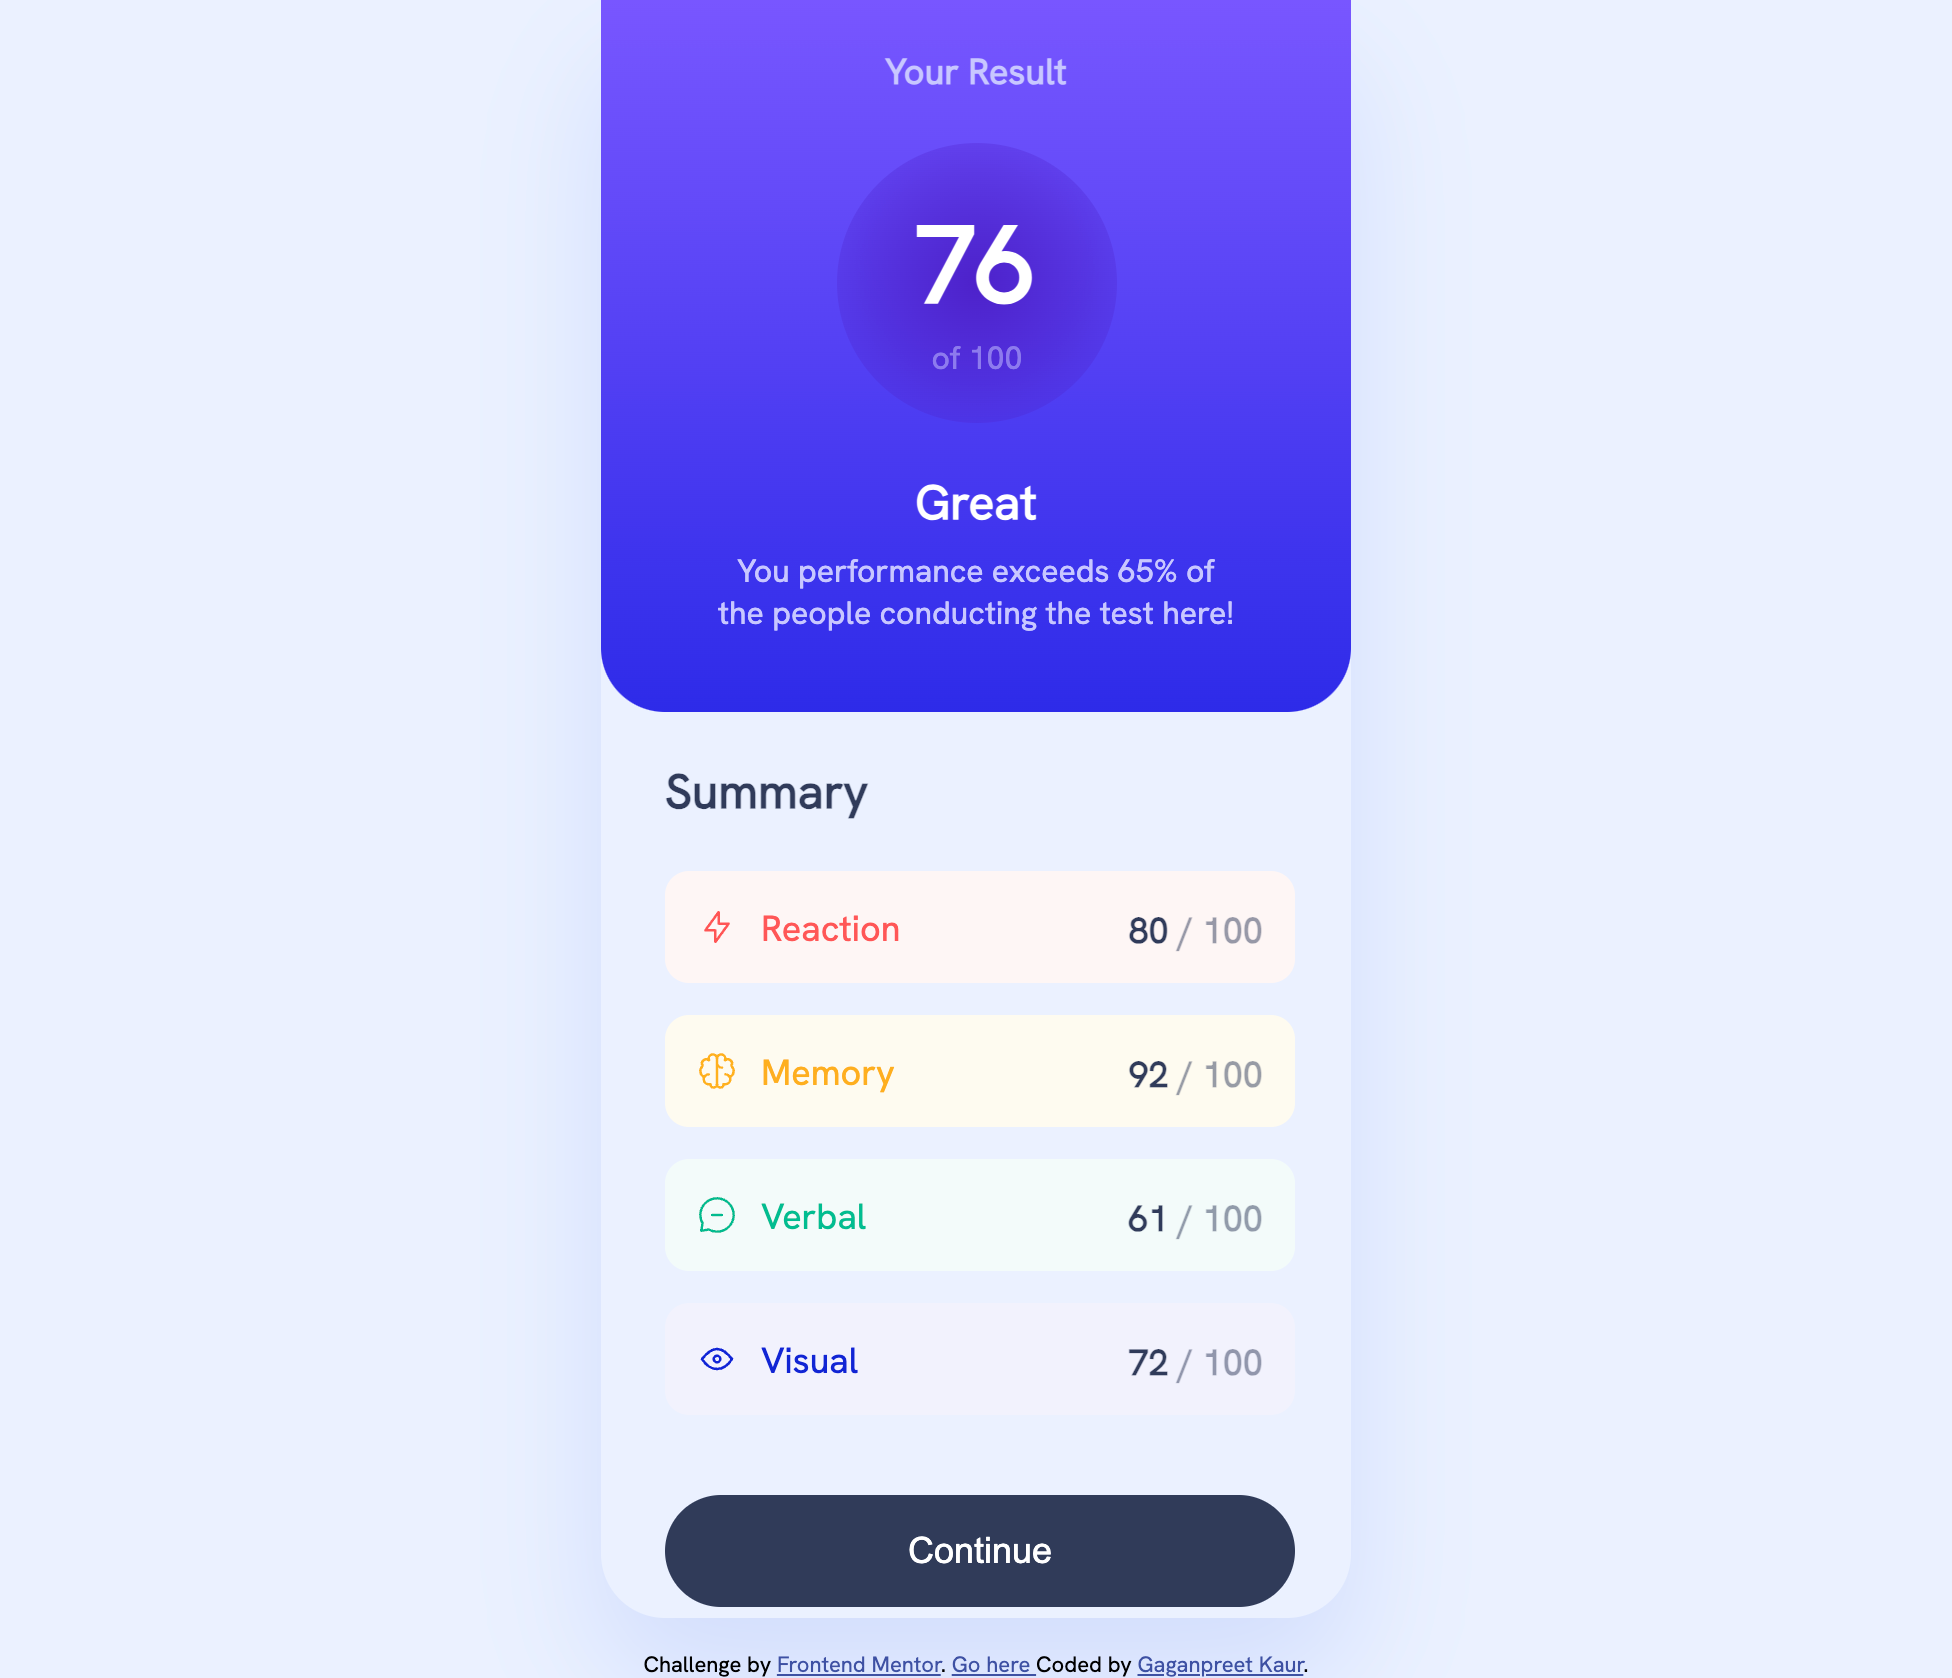 Your Result
76
of 100
Great
You performance exceeds 65% of
the people conducting the test here!
Summary
Reaction 80 / 100
Memory 92 / 100
Verbal 61 / 100
Visual 72 / 100
Continue
Challenge by Frontend Mentor. Go here Coded by Gaganpreet Kaur.